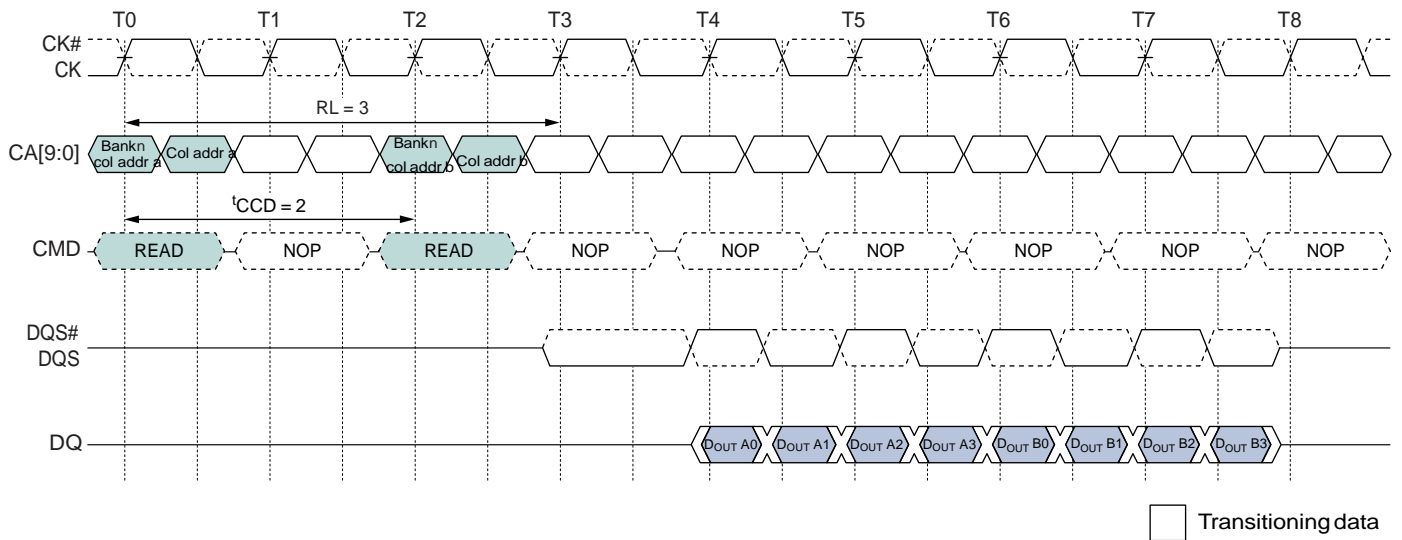 T0 T1 T2 T3 T4 T5 T6 T7 T8
CK#
CK
RL = 3
CA[9:0]
Bankn
col addr a
Col addr a
Bankn
col addr b
Col addr b
tCCD = 2
CMD READ NOP READ NOP NOP NOP NOP NOP NOP
DQS#
DQS
DQ DOUT A0 DOUT A1 DOUT A2 DOUT A3 DOUT B0 DOUT B1 DOUT B2 DOUT B3
Transitioning data